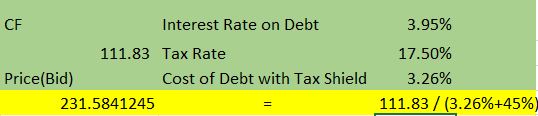 CF Interest Rate on Debt 3.95%
111.83 Tax Rate 17.50%
Price(Bid) Cost of Debt with Tax Shield 3.26%
231.5841245 = 111.83 / (3.26%+45%)